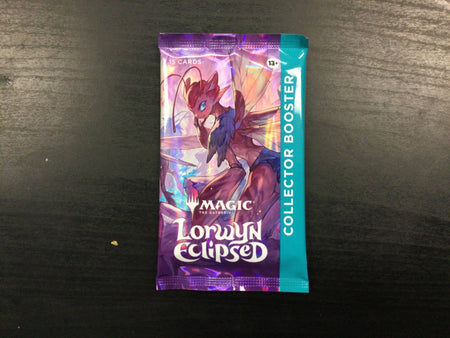 15 CARDS
13+
MAGIC
THE GATHERING
LORWYN
ECLIPSED
COLLECTOR BOOSTER